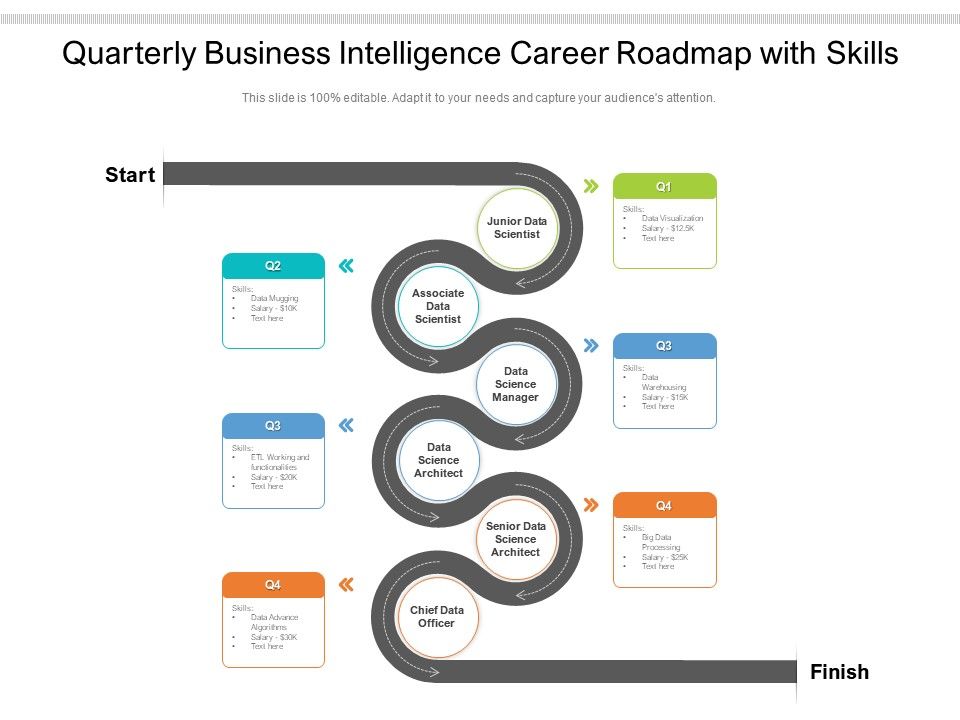 Quarterly Business Intelligence Career Roadmap with Skills
This slide is 100% editable. Adapt it to your needs and capture your audience's attention.
Start
Q1
Skills:
• Data Visualization
• Salary - $12.5K
• Text here
Junior Data
Scientist
Q2
Skills:
• Data Mugging
• Salary - $10K
• Text here
Associate
Data
Scientist
Q3
Skills:
• Data
Warehousing
• Salary - $15K
• Text here
Data
Science
Manager
Q3
Skills:
• ETL Working and
functionalities
• Salary - $20K
• Text here
Data
Science
Architect
Q4
Skills:
• Big Data
Processing
• Salary - $25K
• Text here
Senior Data
Science
Architect
Q4
Skills:
• Data Advance
Algorithms
• Salary - $30K
• Text here
Chief Data
Officer
Finish